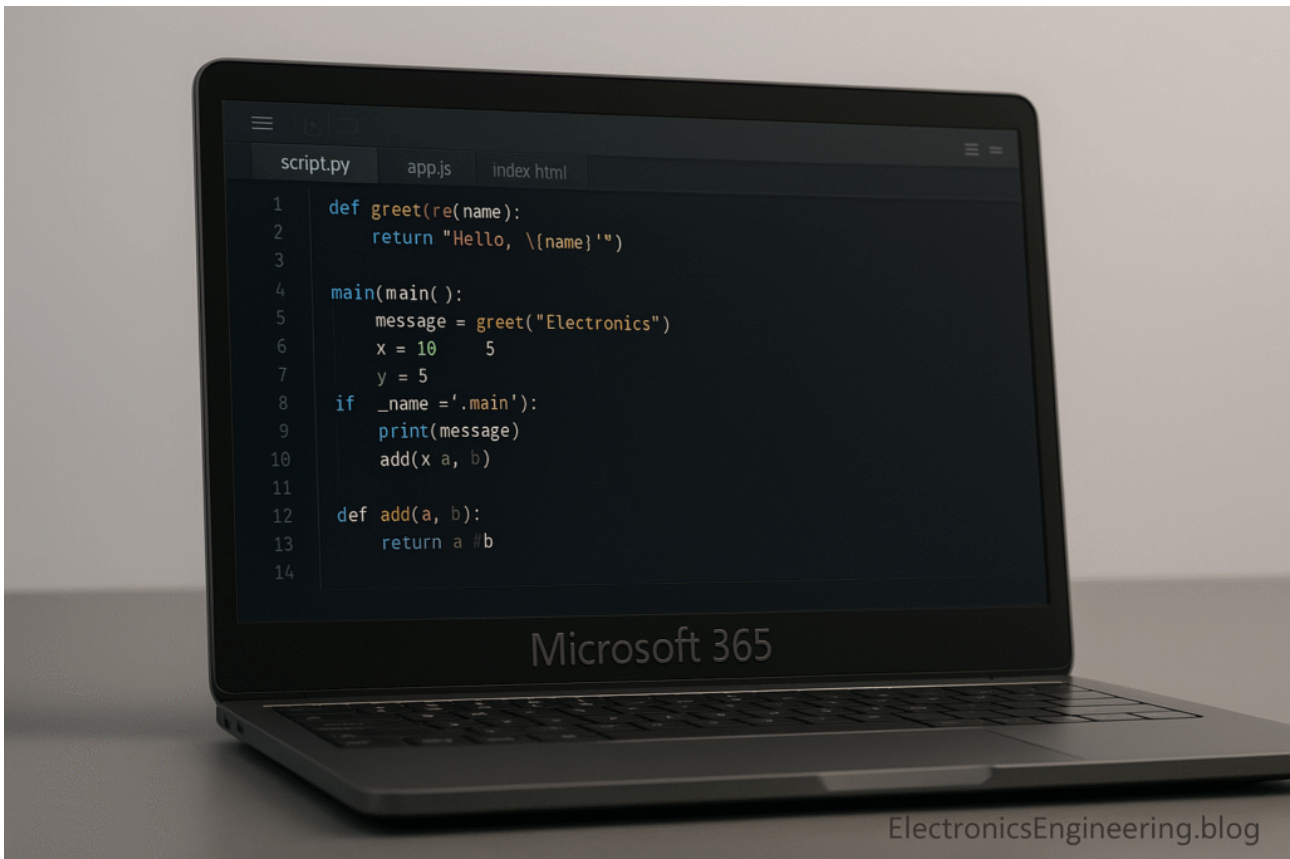 script.py app.js index html
1 def greet(re(name):
2 return "Hello, \{name}'")
3
4 main(main( ):
5 message = greet("Electronics")
6 x = 10 5
7 y = 5
8 if _name =‘.main'):
9 print(message)
10 add(x a, b)
11
12 def add(a, b):
13 return a #b
14
Microsoft 365
ElectronicsEngineering.blog